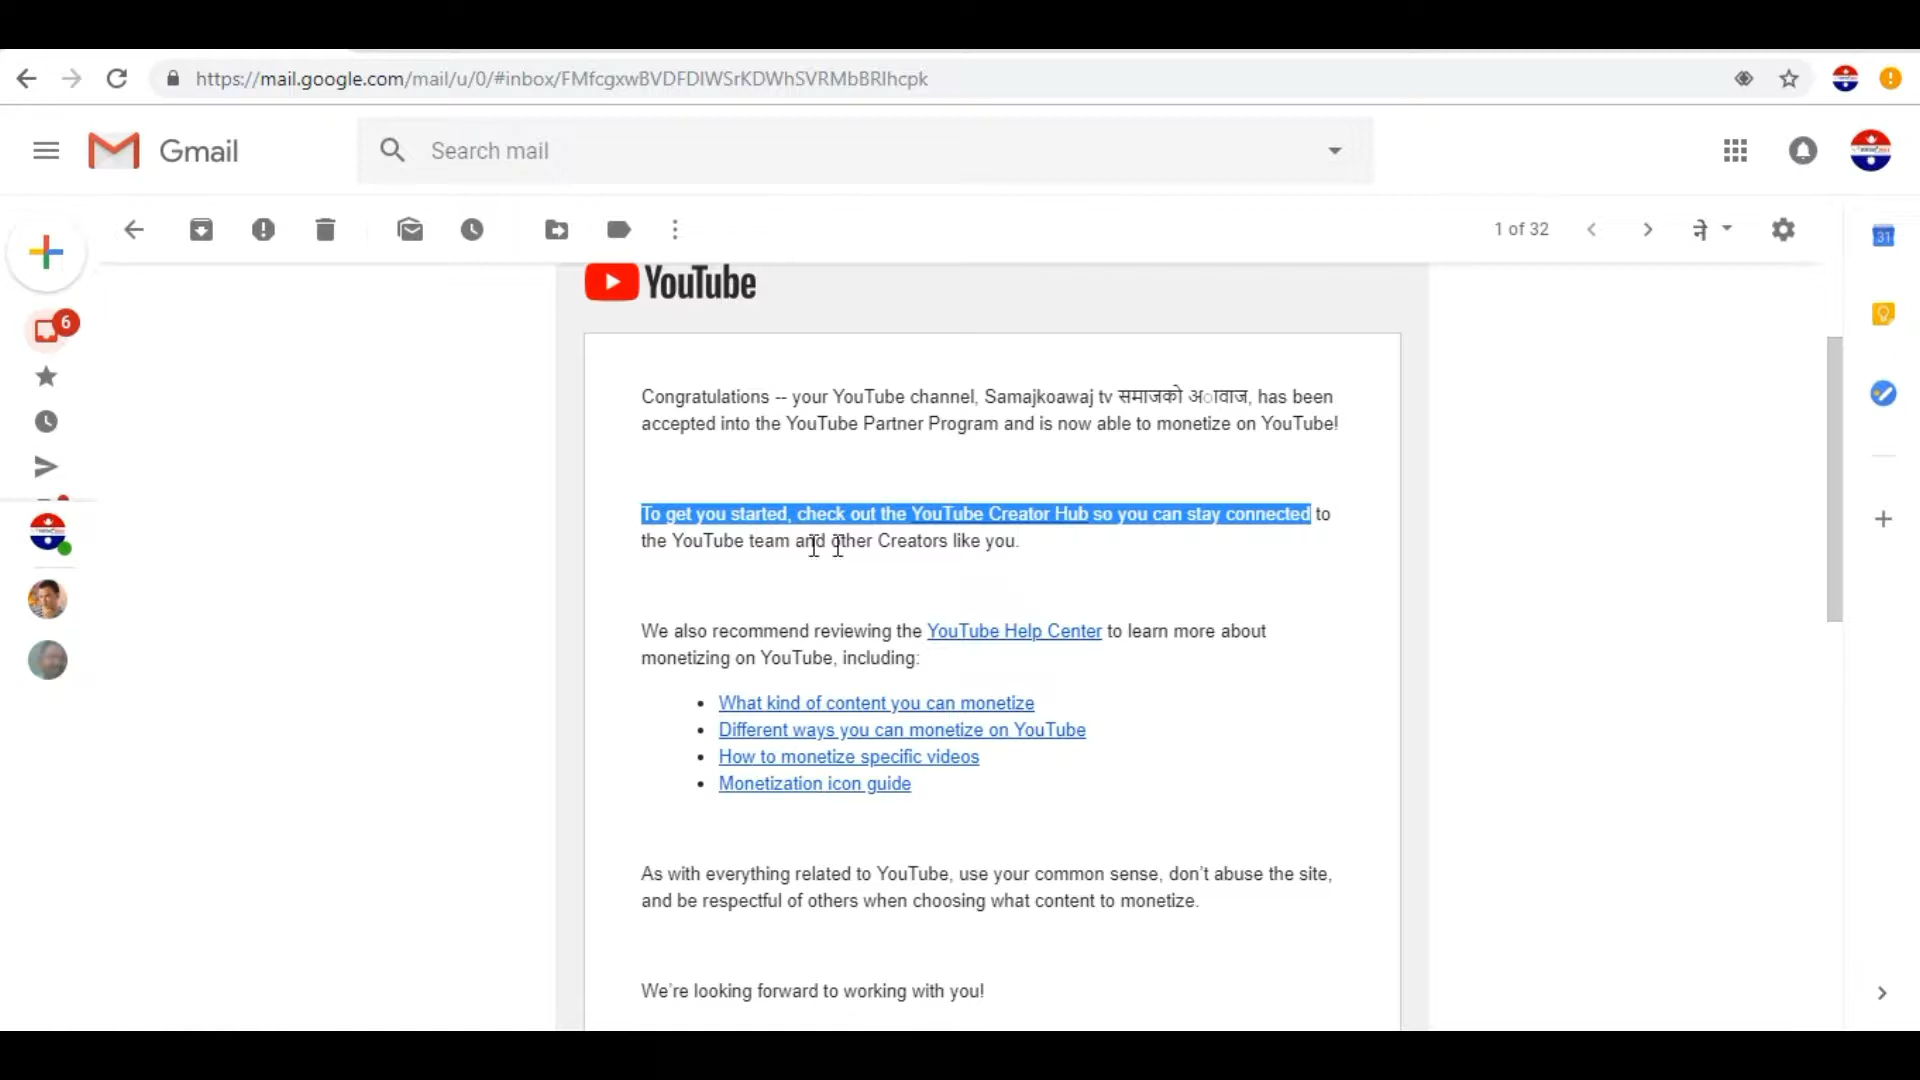 https://mail.google.com/mail/u/0/#inbox/FMfcgxwBVDFDlWSrKDWhSVRMbBRlhcpk
Gmail
Search mail
1 of 32
ने
31
6
YouTube
Congratulations -- your YouTube channel, Samajkoawaj tv समाजको अावाज, has been
accepted into the YouTube Partner Program and is now able to monetize on YouTube!
To get you started, check out the YouTube Creator Hub so you can stay connected to
the YouTube team and other Creators like you.
We also recommend reviewing the YouTube Help Center to learn more about
monetizing on YouTube, including:
• What kind of content you can monetize
• Different ways you can monetize on YouTube
• How to monetize specific videos
• Monetization icon guide
As with everything related to YouTube, use your common sense, don’t abuse the site,
and be respectful of others when choosing what content to monetize.
We’re looking forward to working with you!